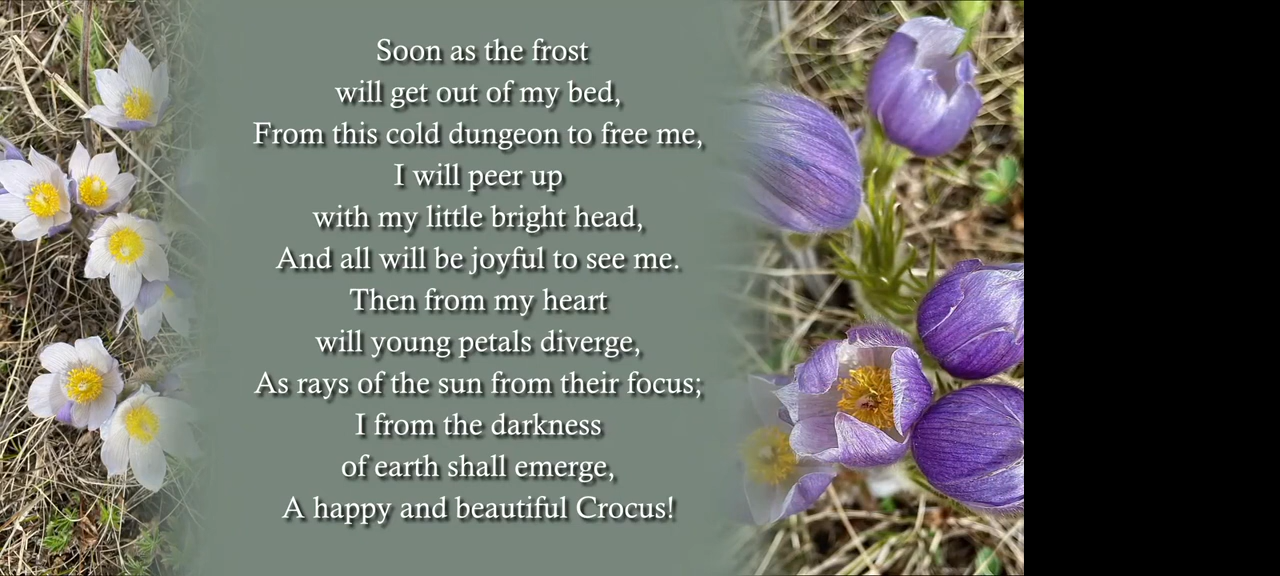 Soon as the frost
will get out of my bed,
From this cold dungeon to free me,
I will peer up
with my little bright head,
And all will be joyful to see me.
Then from my heart
will young petals diverge,
As rays of the sun from their focus;
I from the darkness
of earth shall emerge,
A happy and beautiful Crocus!